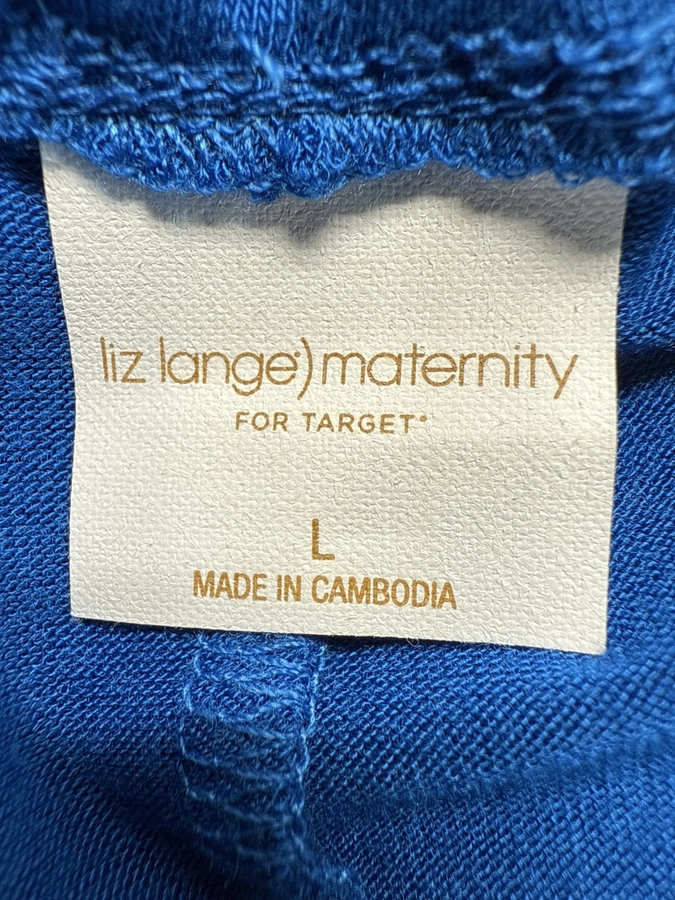 liz lange) maternity
FOR TARGET®
L
MADE IN CAMBODIA